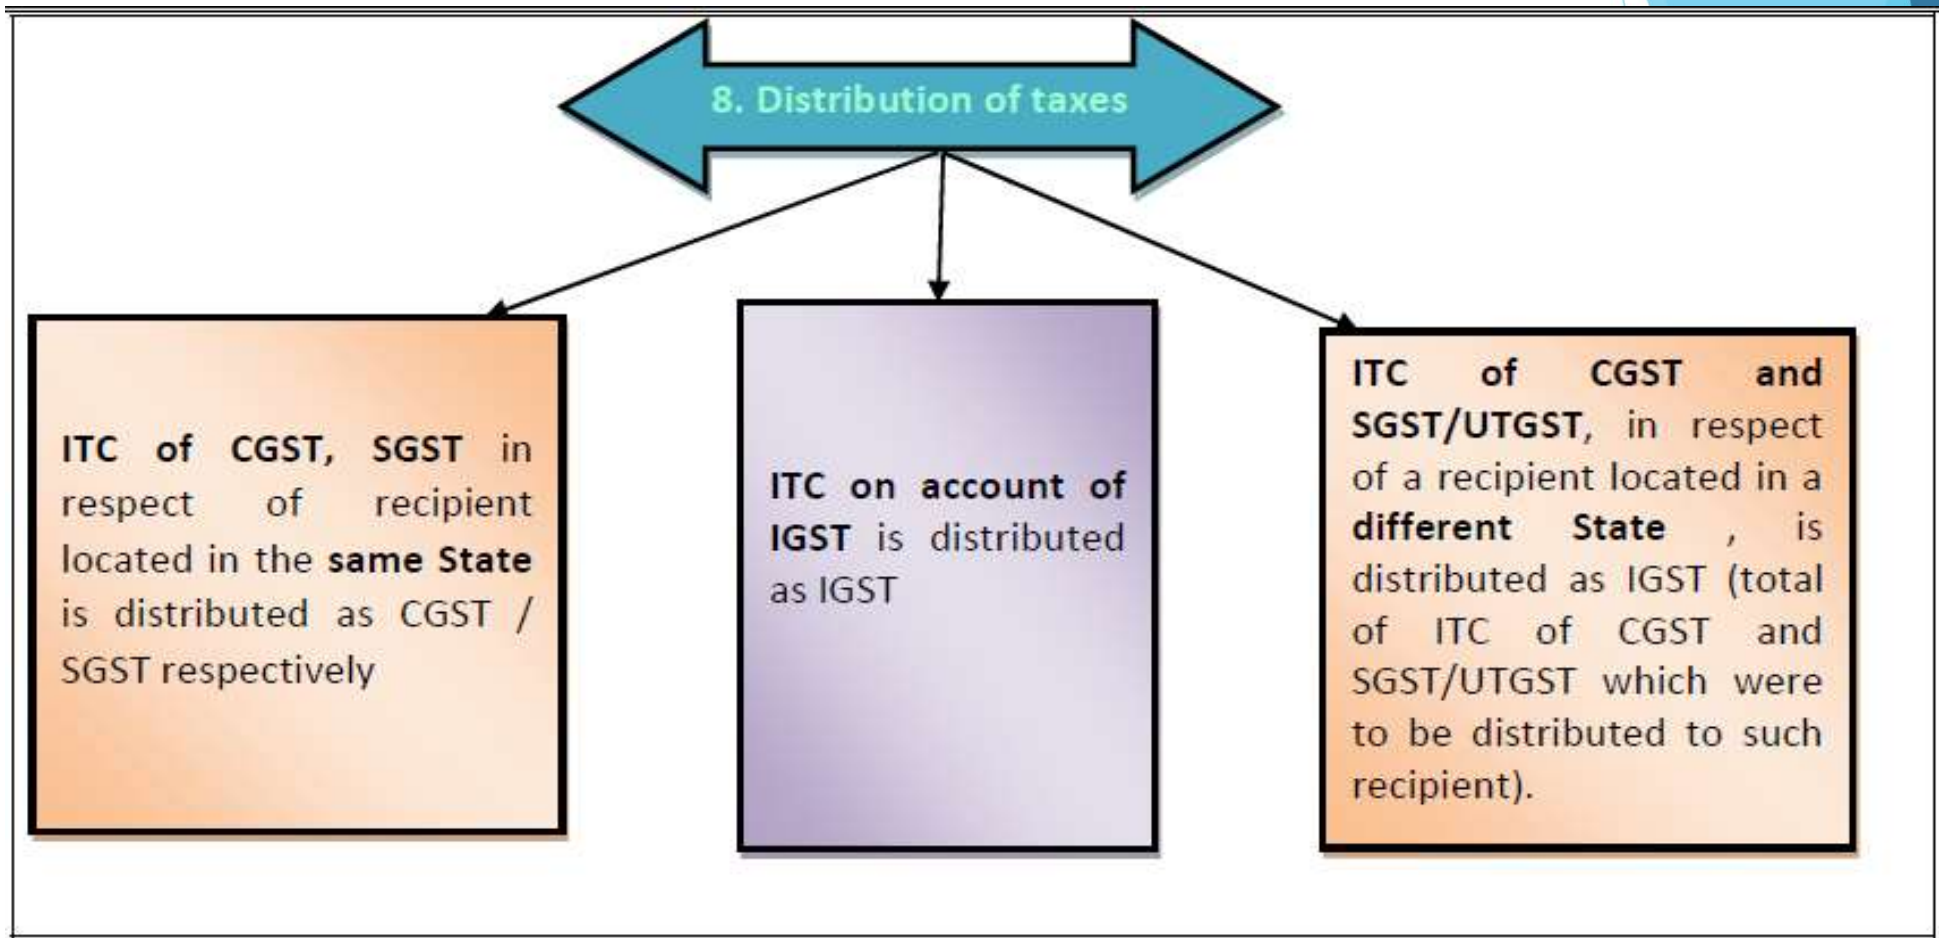 8. Distribution of taxes
ITC of CGST, SGST in
respect of recipient
located in the same State
is distributed as CGST /
SGST respectively
ITC on account of
IGST is distributed
as IGST
ITC of CGST and
SGST/UTGST, in respect
of a recipient located in a
different State , is
distributed as IGST (total
of ITC of CGST and
SGST/UTGST which were
to be distributed to such
recipient).